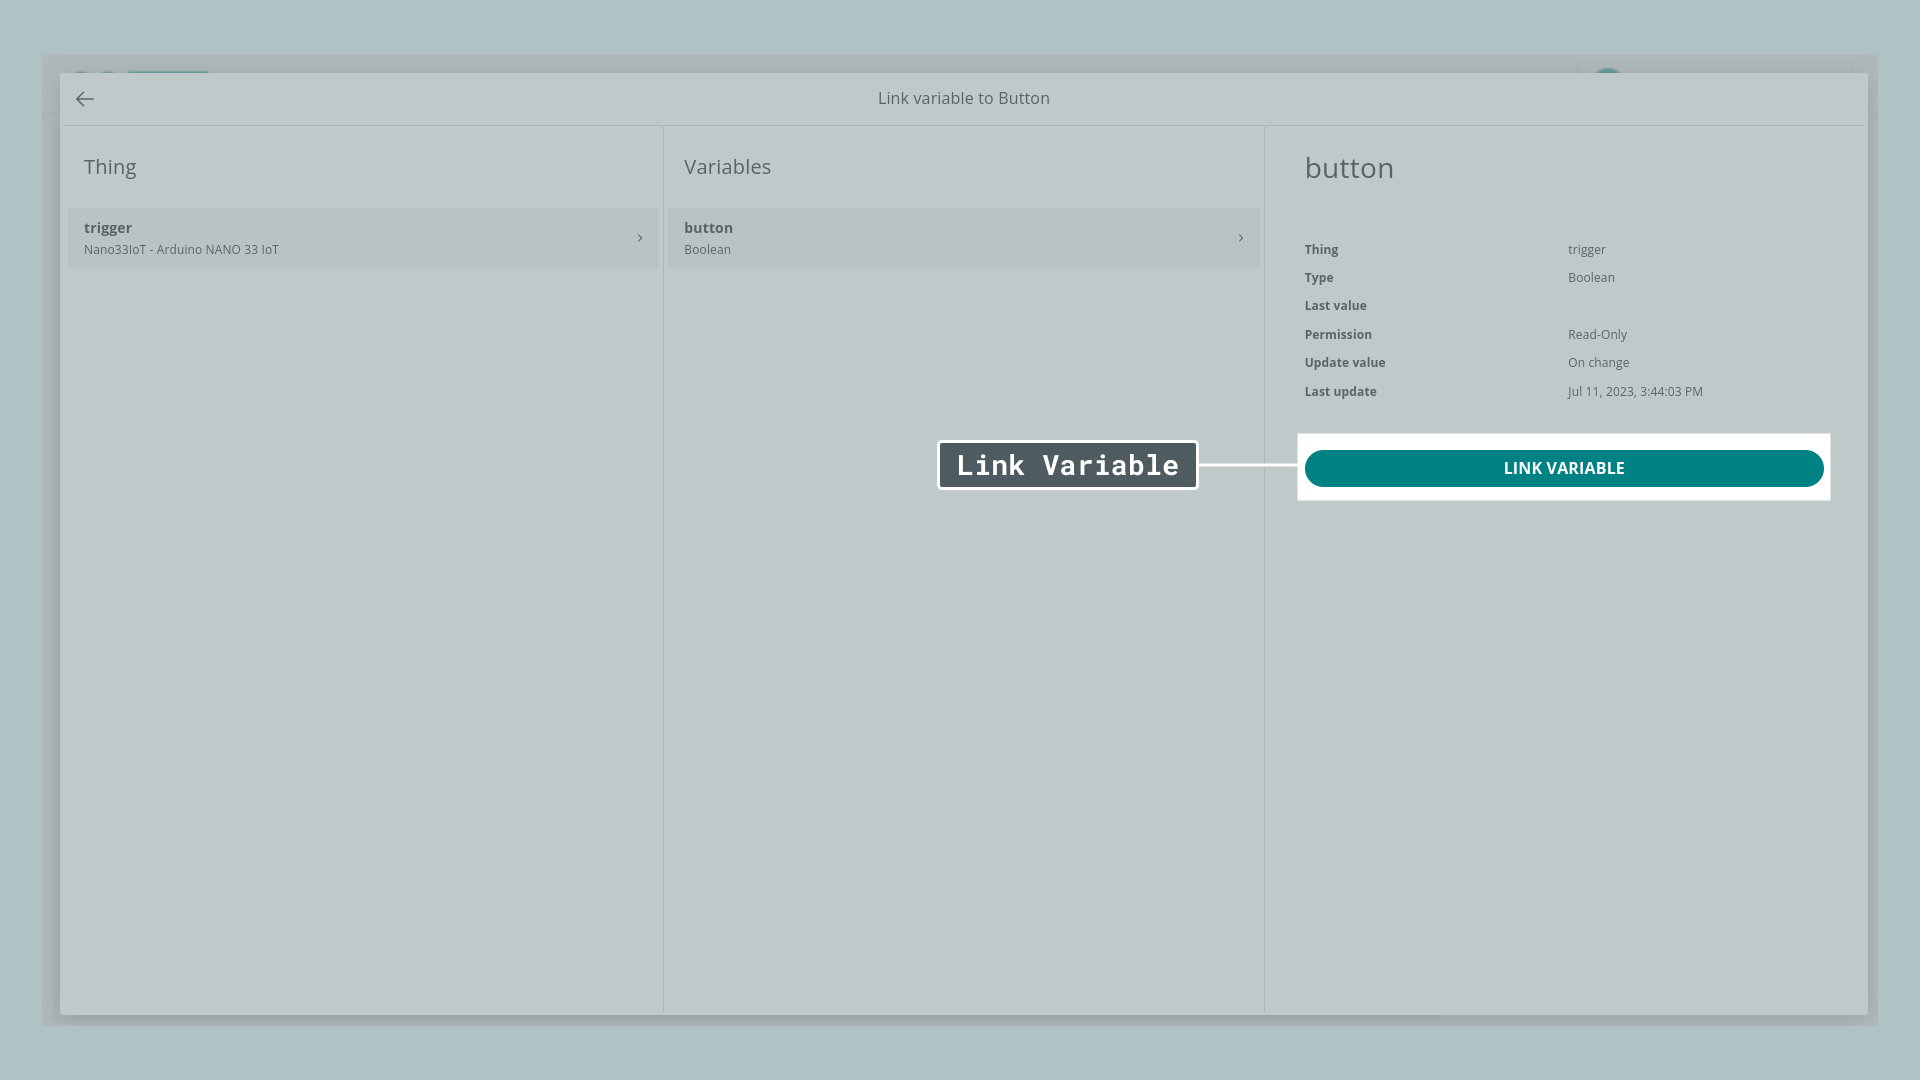 Link variable to Button
Thing
trigger
Nano33IoT - Arduino NANO 33 IoT
Variables
button
Boolean
button
Thing trigger
Type Boolean
Last value
Permission Read-Only
Update value On change
Last update Jul 11, 2023, 3:44:03 PM
Link Variable
LINK VARIABLE